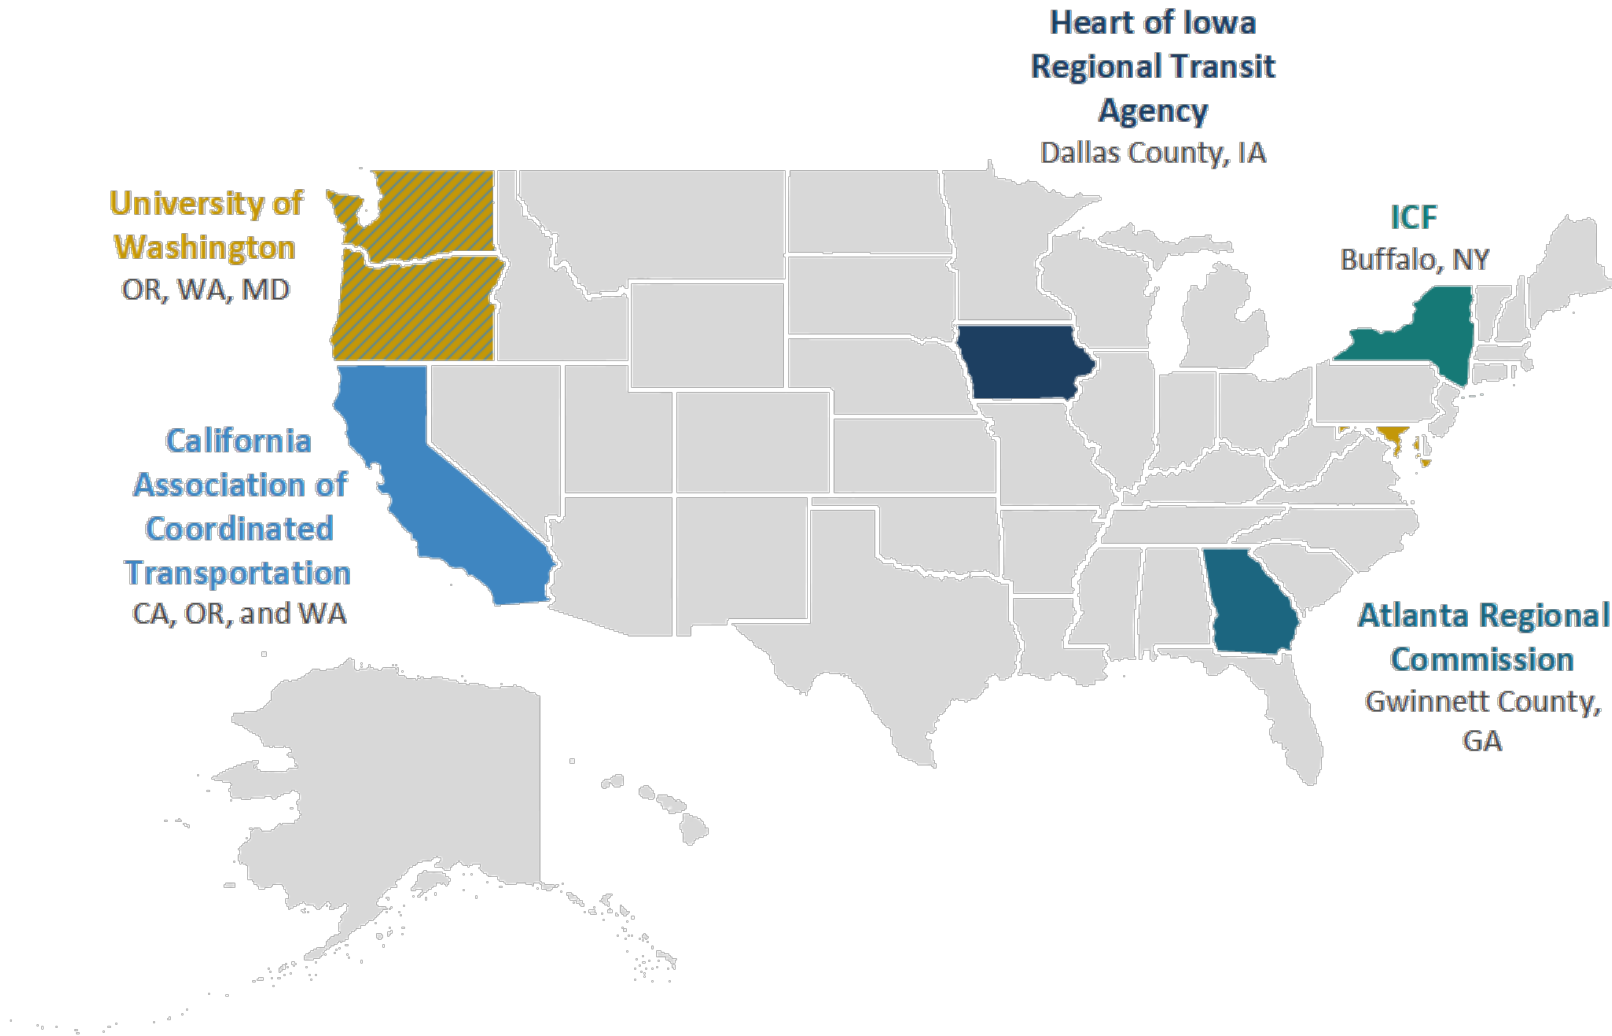 Heart of Iowa
Regional Transit
Agency
Dallas County, IA
University of
Washington
OR, WA, MD
ICF
Buffalo, NY
California
Association of
Coordinated
Transportation
CA, OR, and WA
Atlanta Regional
Commission
Gwinnett County,
GA